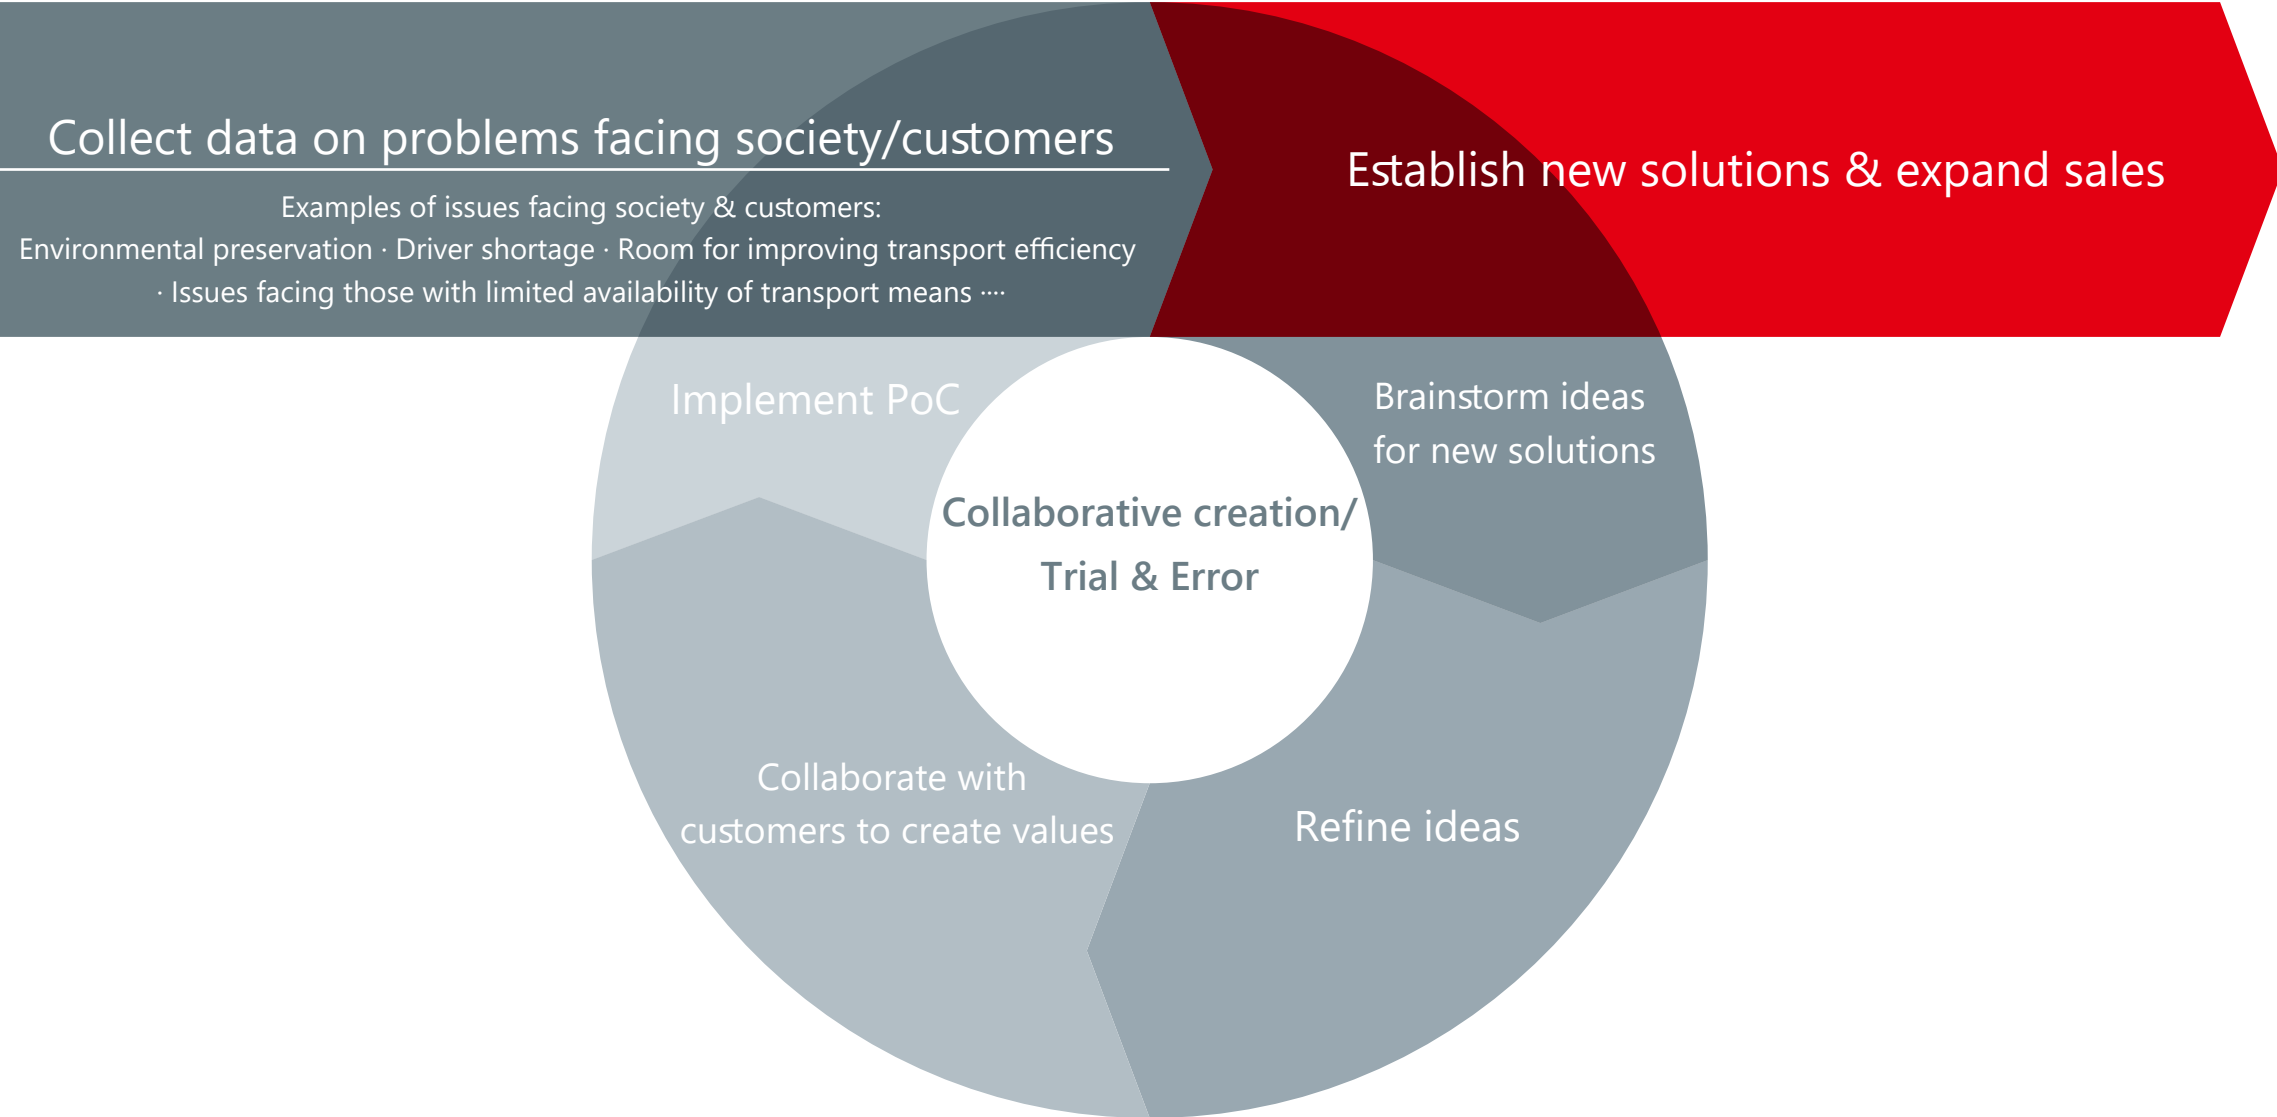 Collect data on problems facing society/customers
Examples of issues facing society & customers:
Environmental preservation · Driver shortage · Room for improving transport efficiency
· Issues facing those with limited availability of transport means ····
Establish new solutions & expand sales
Implement PoC
Brainstorm ideas
for new solutions
Collaborative creation/
Trial & Error
Collaborate with
customers to create values
Refine ideas